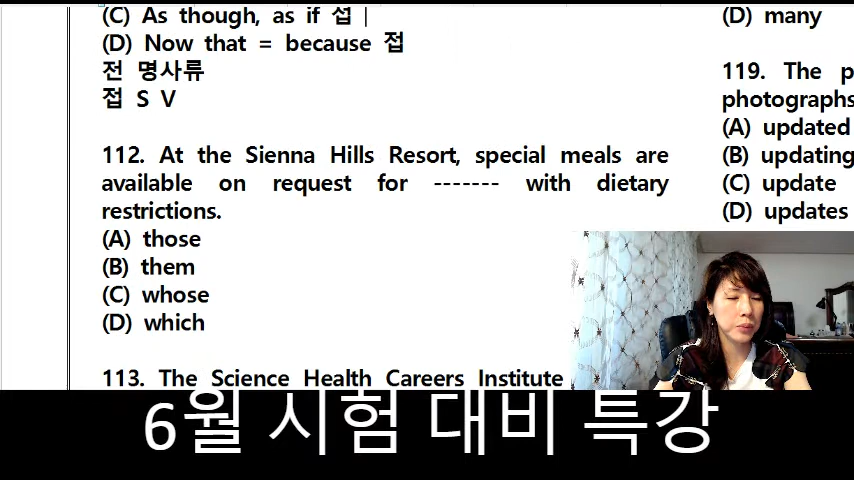 (C) As though, as if 섭 |
(D) Now that = because 접
전 명사류
접 S V
112. At the Sienna Hills Resort, special meals are
available on request for ------- with dietary
restrictions.
(A) those
(B) them
(C) whose
(D) which
113. The Science Health Careers Institute
(D) many
119. The p
photographs
(A) updated
(B) updating
(C) update
(D) updates
6월 시험 대비 특강